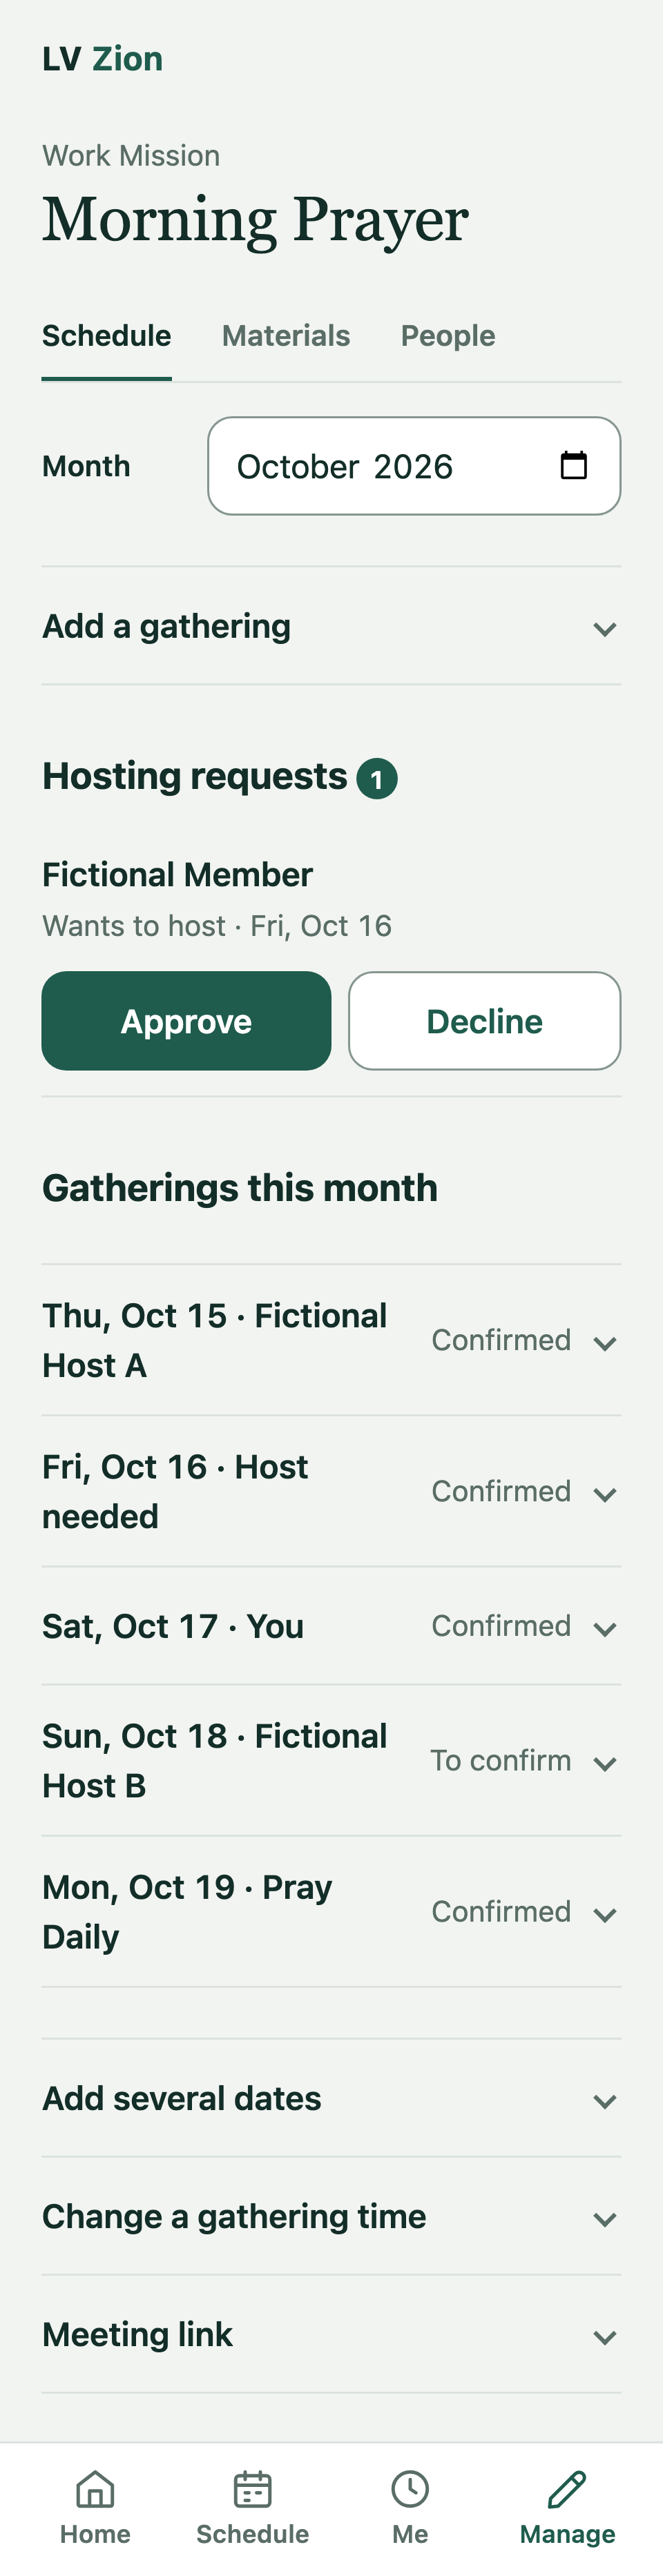 LV Zion
Work Mission
Morning Prayer
Schedule Materials People
Month October 2026
Add a gathering
Hosting requests 1
Fictional Member
Wants to host · Fri, Oct 16
Approve Decline
Gatherings this month
Thu, Oct 15 · Fictional
Host A
Confirmed
Fri, Oct 16 · Host
needed
Confirmed
Sat, Oct 17 · You Confirmed
Sun, Oct 18 · Fictional
Host B
To confirm
Mon, Oct 19 · Pray
Daily
Confirmed
Add several dates
Change a gathering time
Meeting link
Home Schedule Me Manage